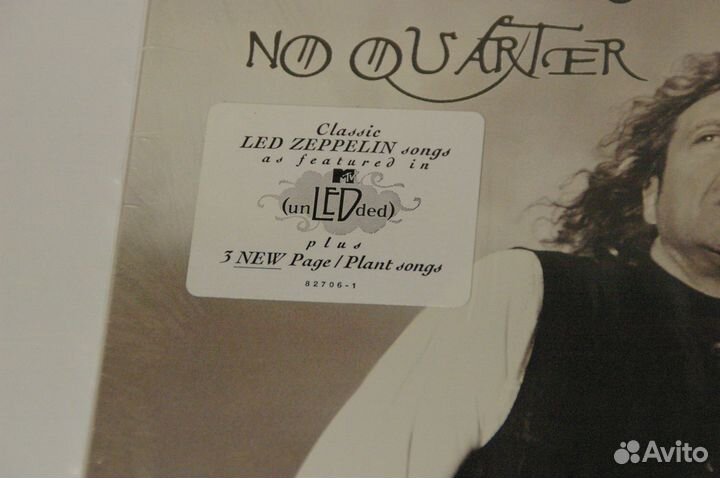 NO QUARTER
Classic
LED ZEPPELIN songs
as featured in
MTV
(unLEDded)
plus
3 NEW Page/Plant songs
82706-1
Avito